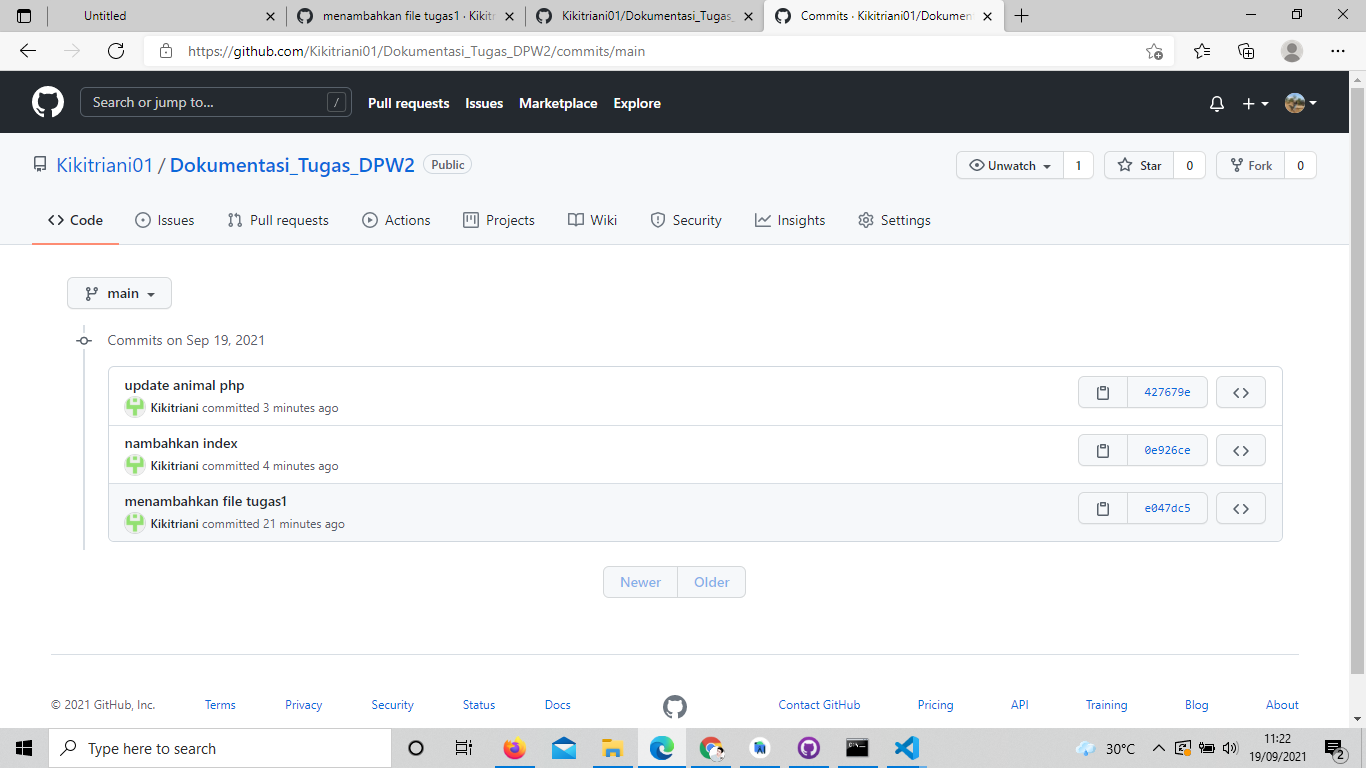 Untitled
menambahkan file tugas1 · Kikitri
Kikitriani01/Dokumentasi_Tugas_
Commits · Kikitriani01/Dokumen
https://github.com/Kikitriani01/Dokumentasi_Tugas_DPW2/commits/main
Search or jump to... /
Pull requests Issues Marketplace Explore
Kikitriani01 / Dokumentasi_Tugas_DPW2 Public
Unwatch 1 Star 0 Fork 0
Code Issues Pull requests Actions Projects Wiki Security Insights Settings
main
Commits on Sep 19, 2021
update animal php
Kikitriani committed 3 minutes ago
427679e
nambahkan index
Kikitriani committed 4 minutes ago
0e926ce
menambahkan file tugas1
Kikitriani committed 21 minutes ago
e047dc5
Newer Older
© 2021 GitHub, Inc. Terms Privacy Security Status Docs Contact GitHub Pricing API Training Blog About
Type here to search
30°C
11:22
19/09/2021
2